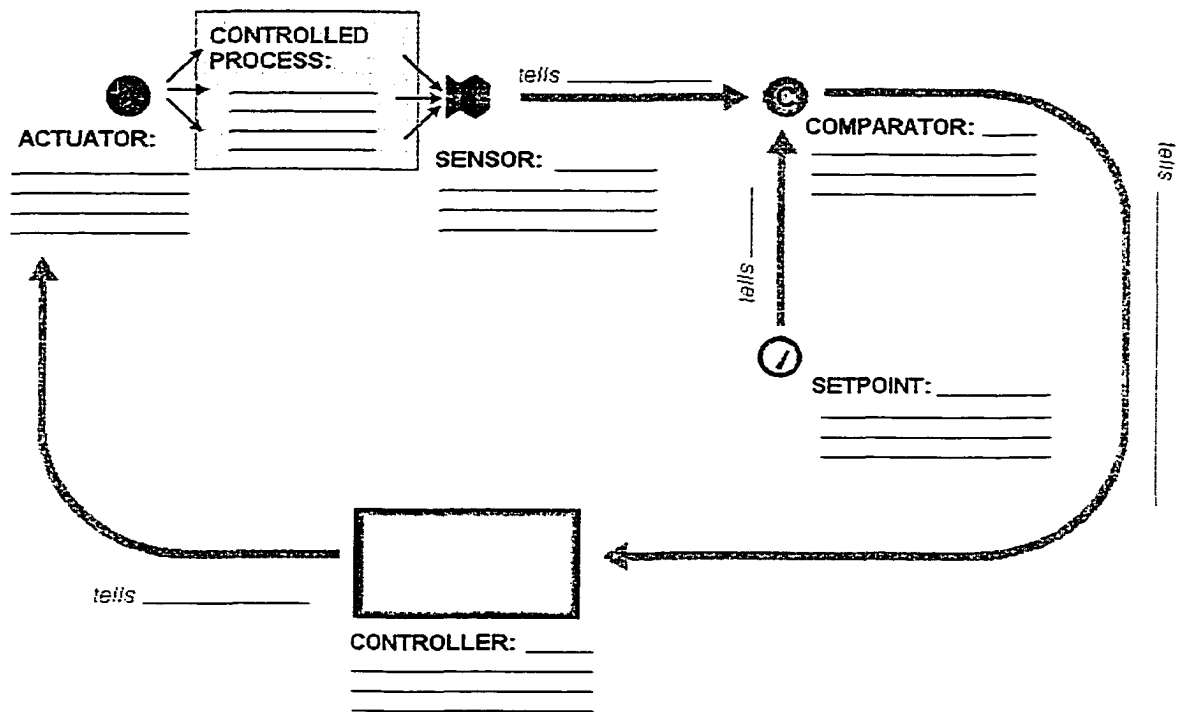 CONTROLLED
PROCESS:
tells
C
ACTUATOR:
COMPARATOR:
SENSOR:
tells
tells
SETPOINT:
tells
CONTROLLER: